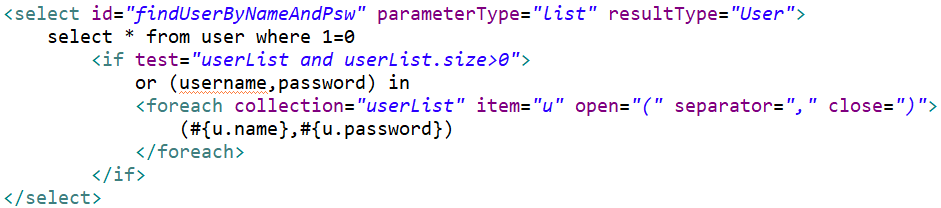 <select id="findUserByNameAndPsw" parameterType="list" resultType="User">
select * from user where 1=0
<if test="userList and userList.size>0">
or (username,password) in
<foreach collection="userList" item="u" open="(" separator="," close=")">
(#{u.name},#{u.password})
</foreach>
</if>
</select>